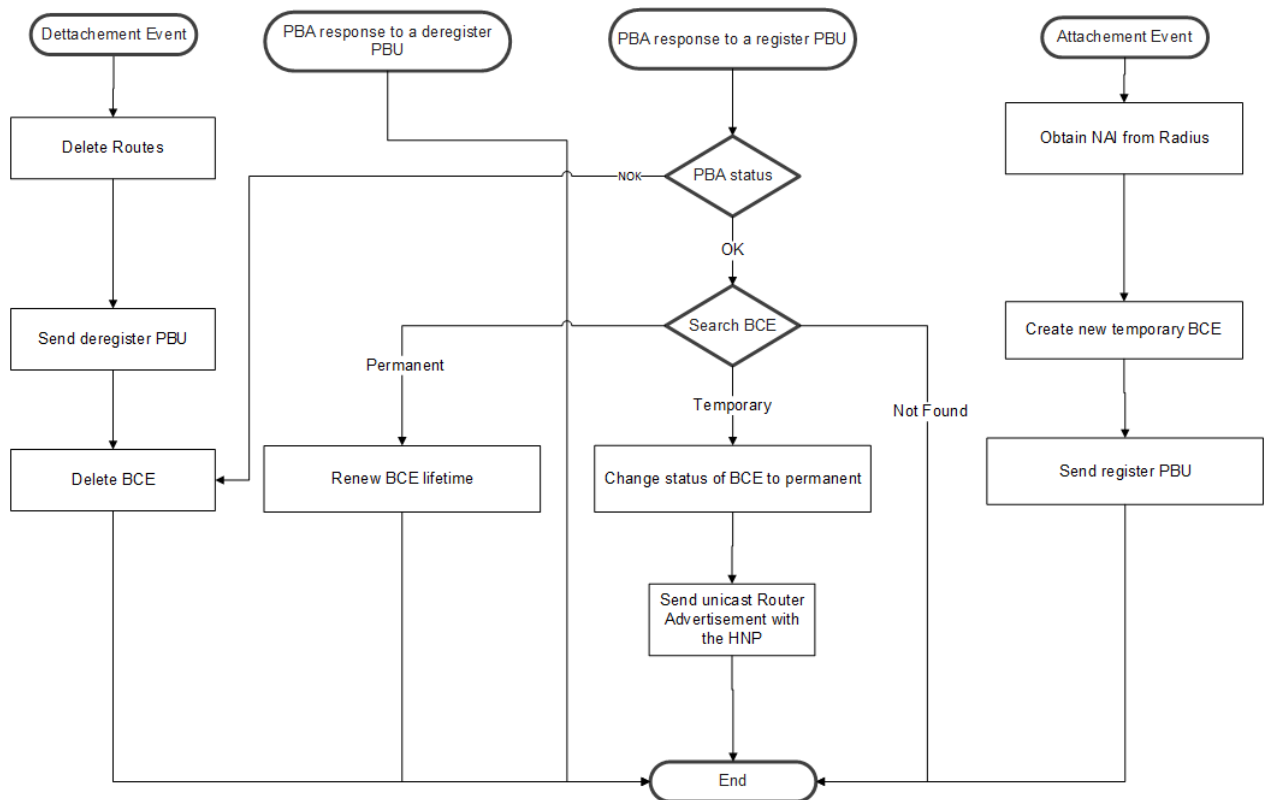 Dettachement Event
PBA response to a deregister
PBU
PBA response to a register PBU
Attachement Event
Delete Routes
Obtain NAI from Radius
PBA status
NOK
OK
Send deregister PBU
Search BCE
Create new temporary BCE
Permanent
Temporary
Not Found
Delete BCE
Renew BCE lifetime
Change status of BCE to permanent
Send register PBU
Send unicast Router
Advertisement with
the HNP
End